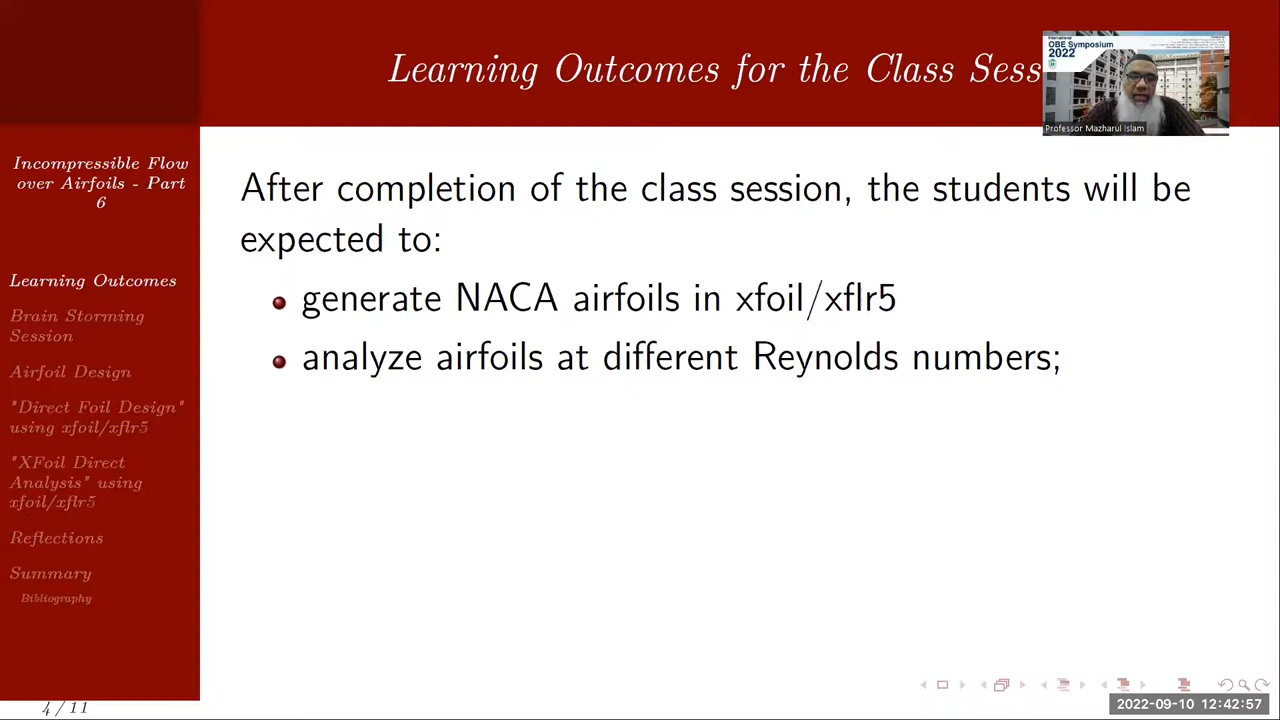 Learning Outcomes for the Class Sess
International
OBE Symposium
2022
Professor Mazharul Islam
Incompressible Flow
over Airfoils - Part
6
Learning Outcomes
Brain Storming
Session
Airfoil Design
"Direct Foil Design"
using xfoil/xflr5
"XFoil Direct
Analysis" using
xfoil/xflr5
Reflections
Summary
Bibliography
After completion of the class session, the students will be
expected to:
generate NACA airfoils in xfoil/xflr5
analyze airfoils at different Reynolds numbers;
4 / 11
2022-09-10 12:42:57